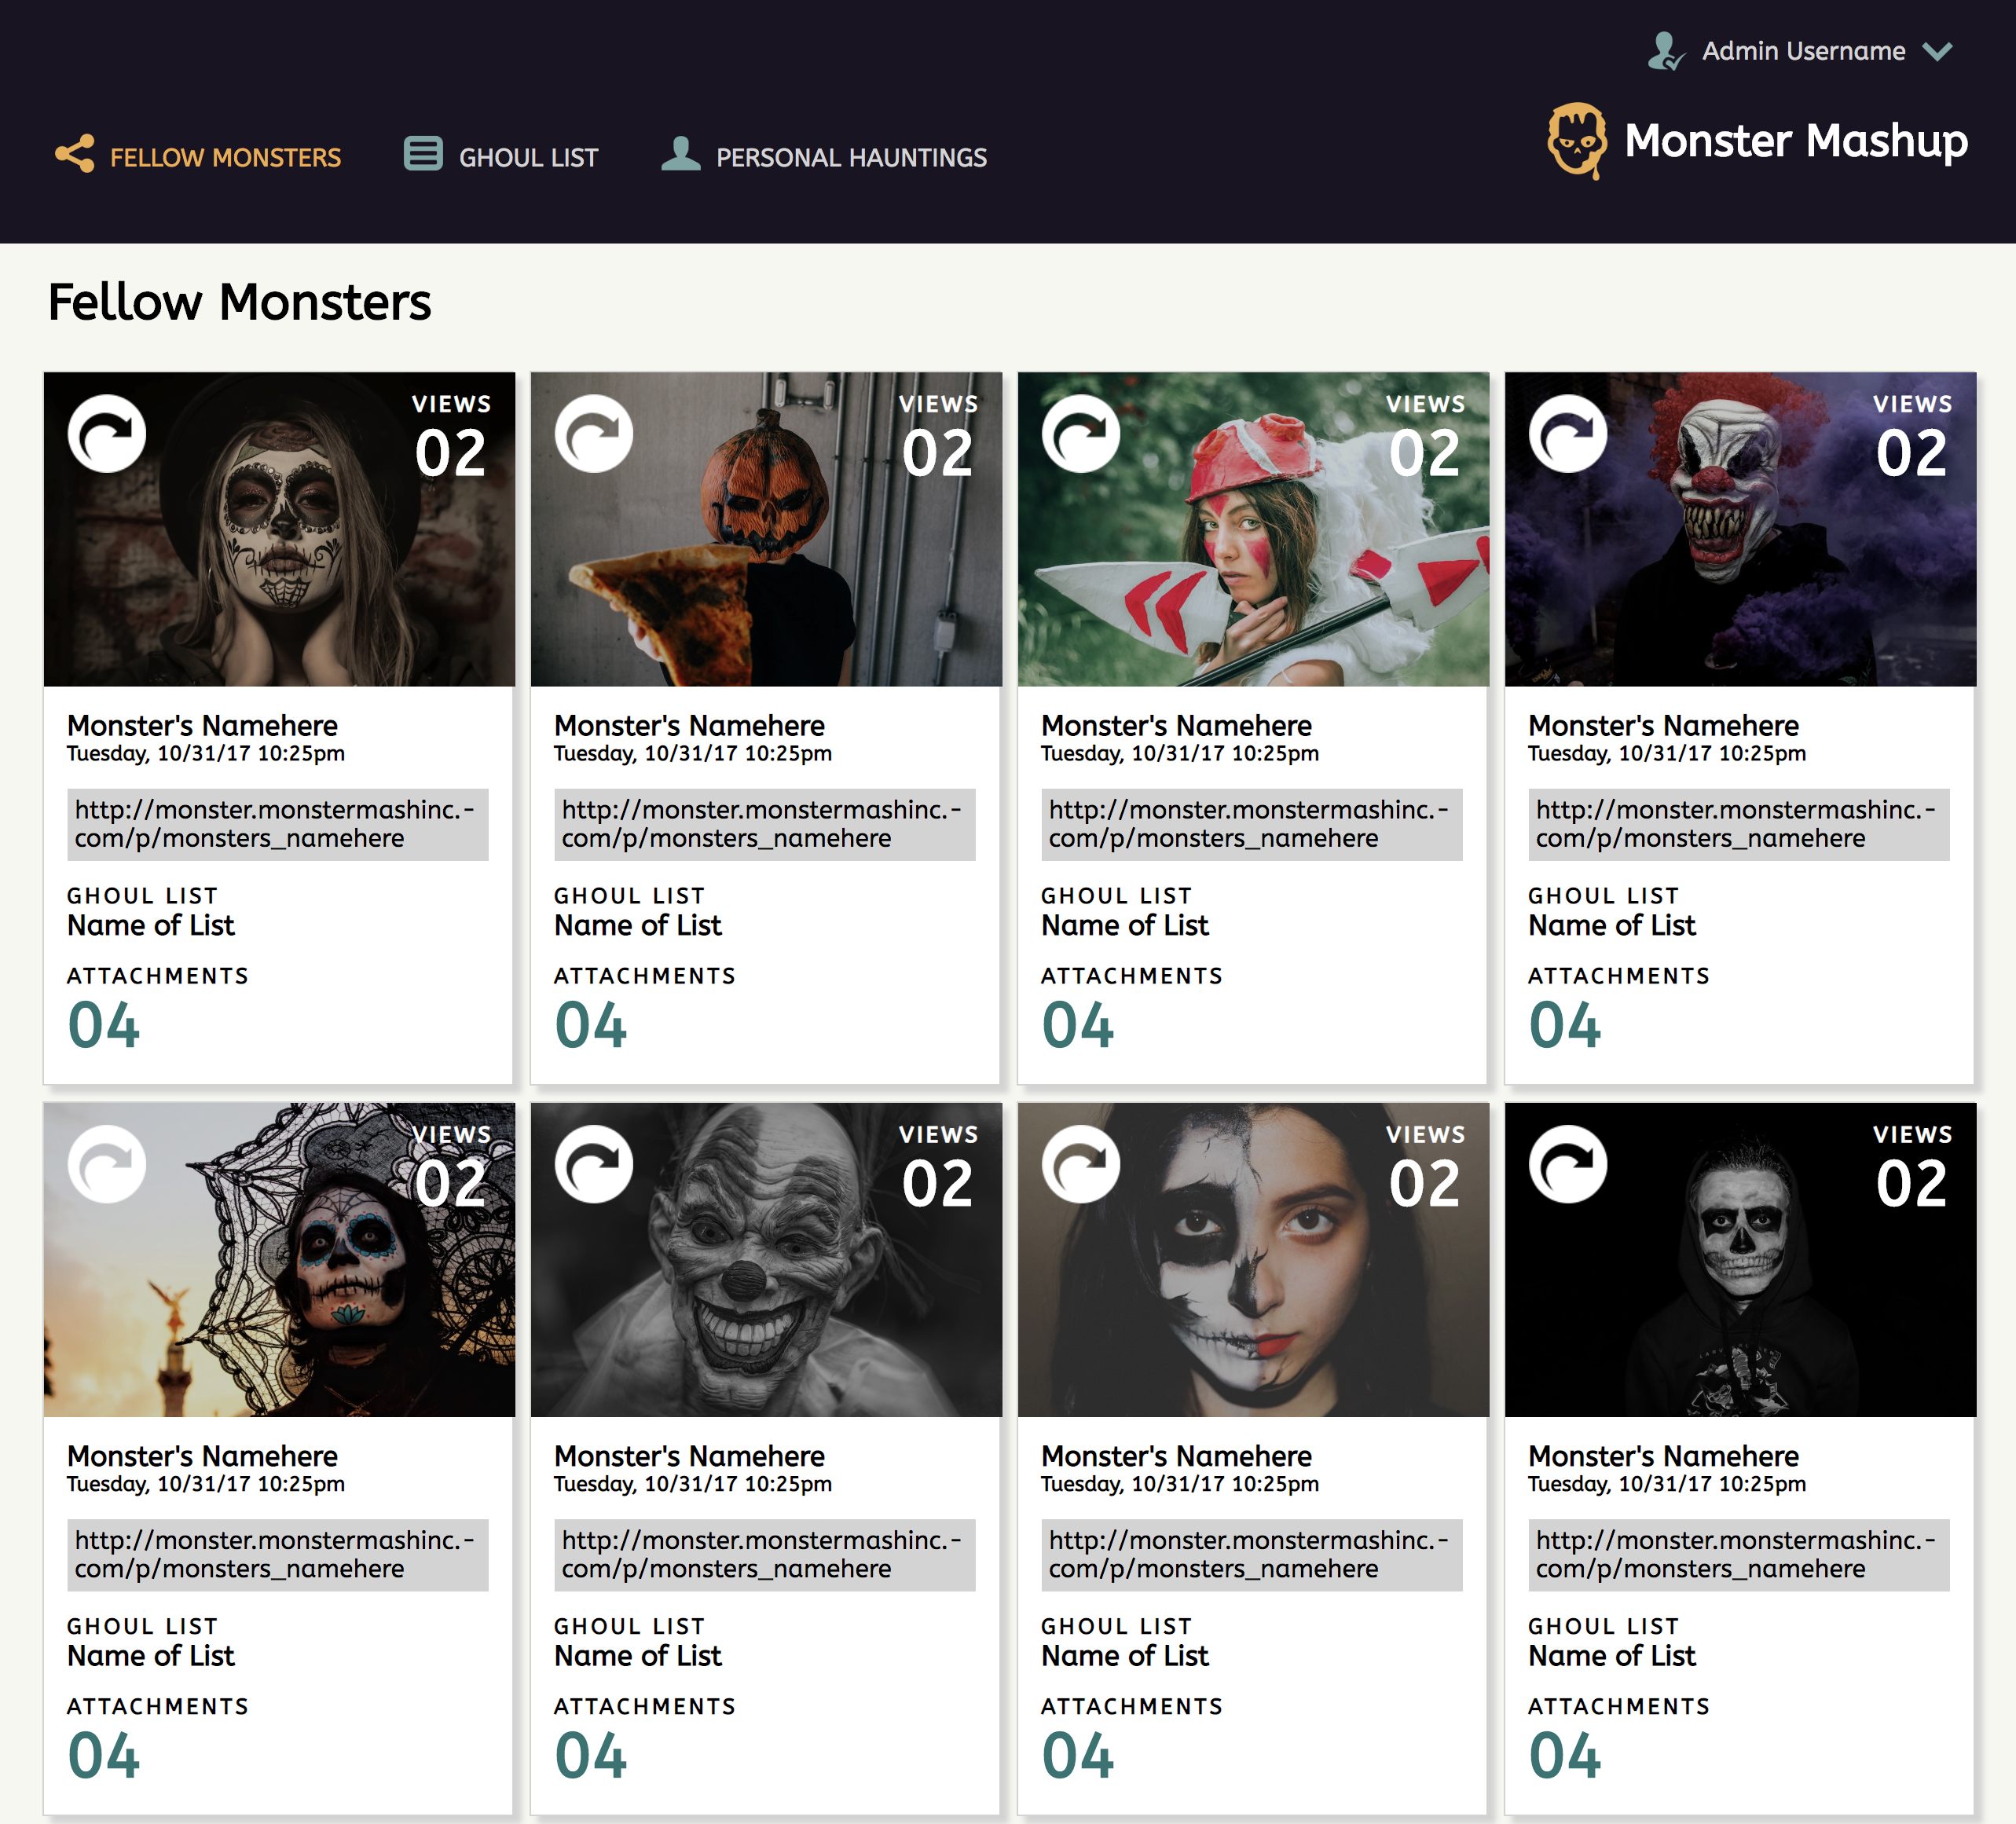 Admin Username
FELLOW MONSTERS GHOUL LIST PERSONAL HAUNTINGS Monster Mashup
Fellow Monsters
VIEWS
02
Monster's Namehere
Tuesday, 10/31/17 10:25pm
http://monster.monstermashinc.-
com/p/monsters_namehere
GHOUL LIST
Name of List
ATTACHMENTS
04
VIEWS
02
Monster's Namehere
Tuesday, 10/31/17 10:25pm
http://monster.monstermashinc.-
com/p/monsters_namehere
GHOUL LIST
Name of List
ATTACHMENTS
04
VIEWS
02
Monster's Namehere
Tuesday, 10/31/17 10:25pm
http://monster.monstermashinc.-
com/p/monsters_namehere
GHOUL LIST
Name of List
ATTACHMENTS
04
VIEWS
02
Monster's Namehere
Tuesday, 10/31/17 10:25pm
http://monster.monstermashinc.-
com/p/monsters_namehere
GHOUL LIST
Name of List
ATTACHMENTS
04
VIEWS
02
Monster's Namehere
Tuesday, 10/31/17 10:25pm
http://monster.monstermashinc.-
com/p/monsters_namehere
GHOUL LIST
Name of List
ATTACHMENTS
04
VIEWS
02
Monster's Namehere
Tuesday, 10/31/17 10:25pm
http://monster.monstermashinc.-
com/p/monsters_namehere
GHOUL LIST
Name of List
ATTACHMENTS
04
VIEWS
02
Monster's Namehere
Tuesday, 10/31/17 10:25pm
http://monster.monstermashinc.-
com/p/monsters_namehere
GHOUL LIST
Name of List
ATTACHMENTS
04
VIEWS
02
Monster's Namehere
Tuesday, 10/31/17 10:25pm
http://monster.monstermashinc.-
com/p/monsters_namehere
GHOUL LIST
Name of List
ATTACHMENTS
04